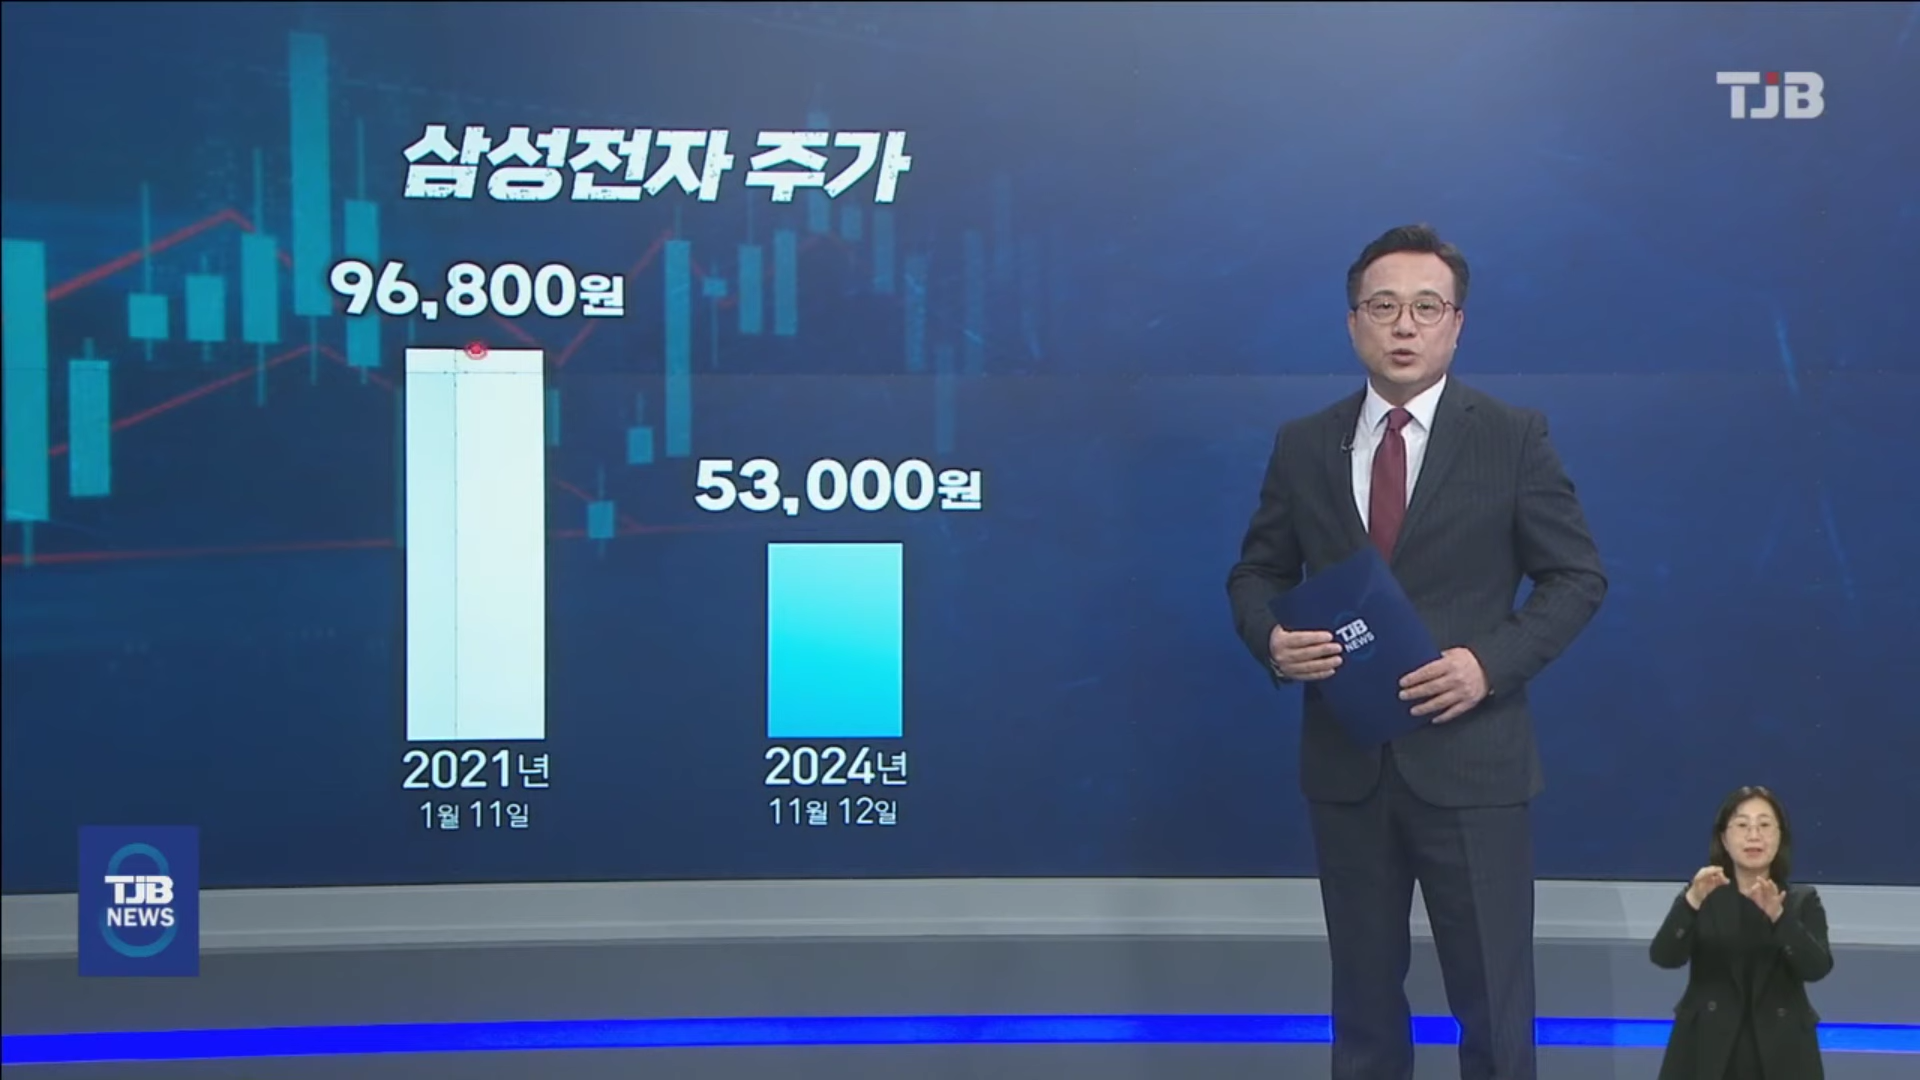 TJB
삼성전자 주가
96,800원
53,000원
2021년
1월 11일
2024년
11월 12일
TJB
NEWS
TJB
NEWS